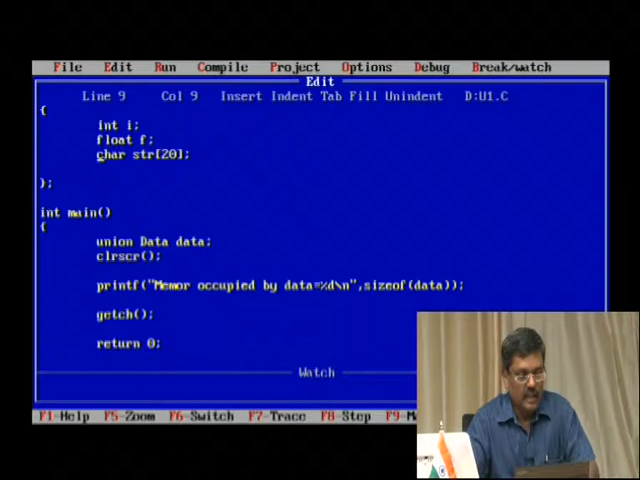 File Edit Run Compile Project Options Debug Break/watch
Edit
Line 9 Col 9 Insert Indent Tab Fill Unindent D:U1.C
{
int i;
float f;
char str[20];
};
int main()
{
union Data data;
clrscr();
printf("Memor occupied by data=%d\n",sizeof(data));
getch();
return 0;
Watch
F1-Help F5-Zoom F6-Switch F7-Trace F8-Step F9-M